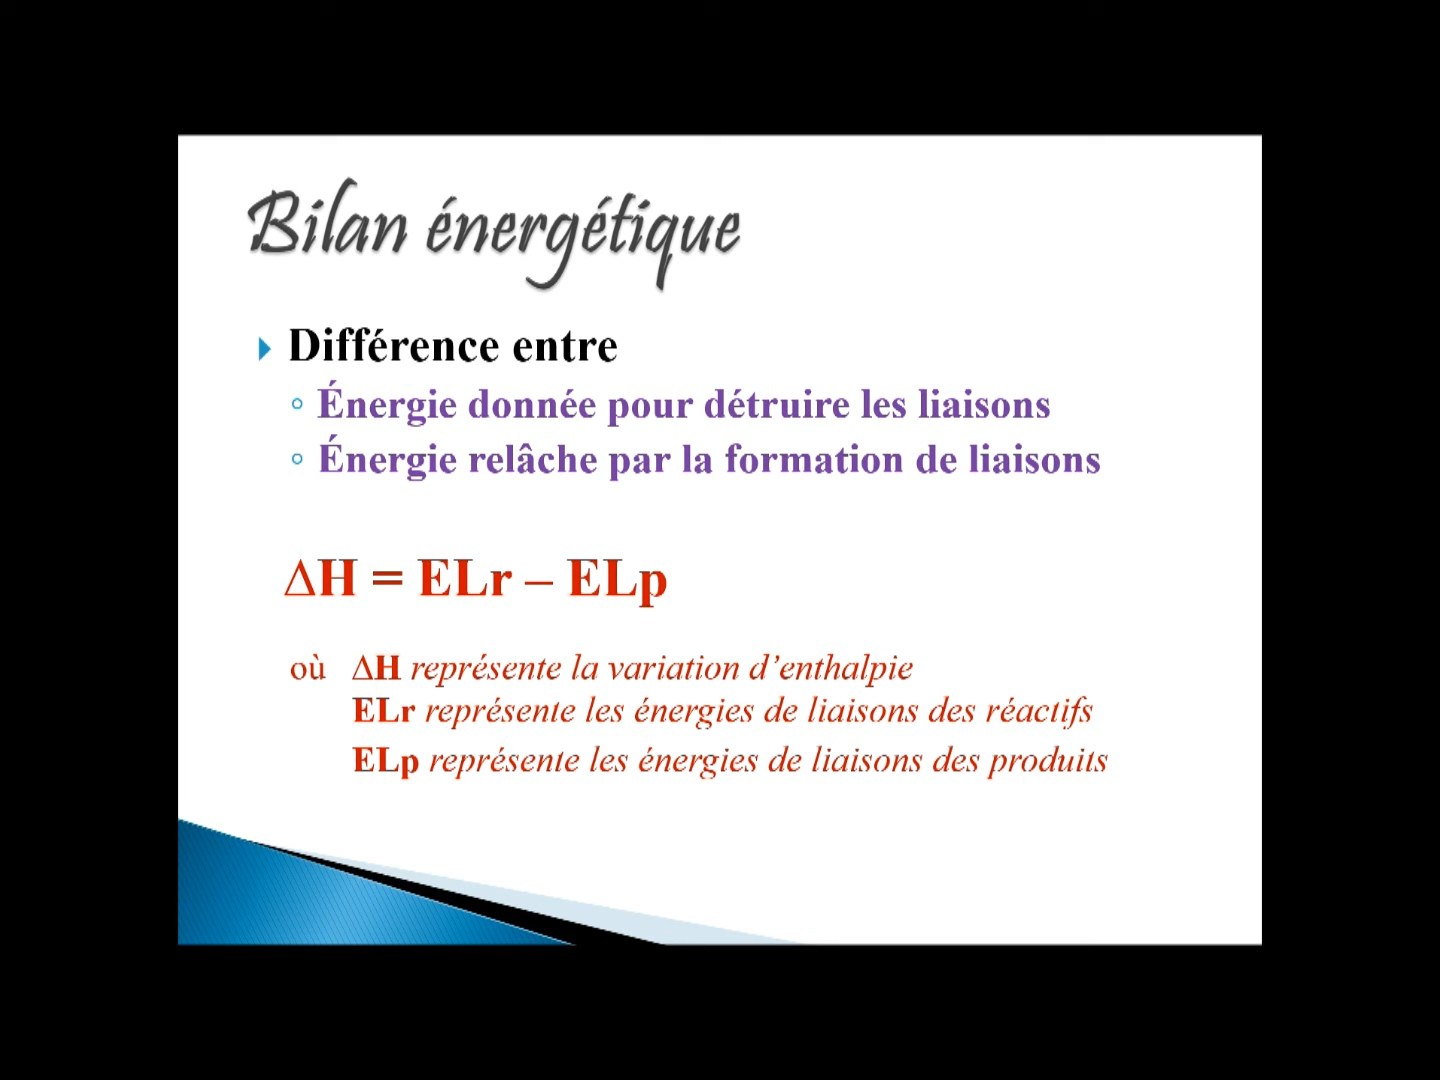 Bilan énergétique
Différence entre
Énergie donnée pour détruire les liaisons
Énergie relâche par la formation de liaisons
∆H = ELr – ELp
où ∆H représente la variation d’enthalpie
ELr représente les énergies de liaisons des réactifs
ELp représente les énergies de liaisons des produits